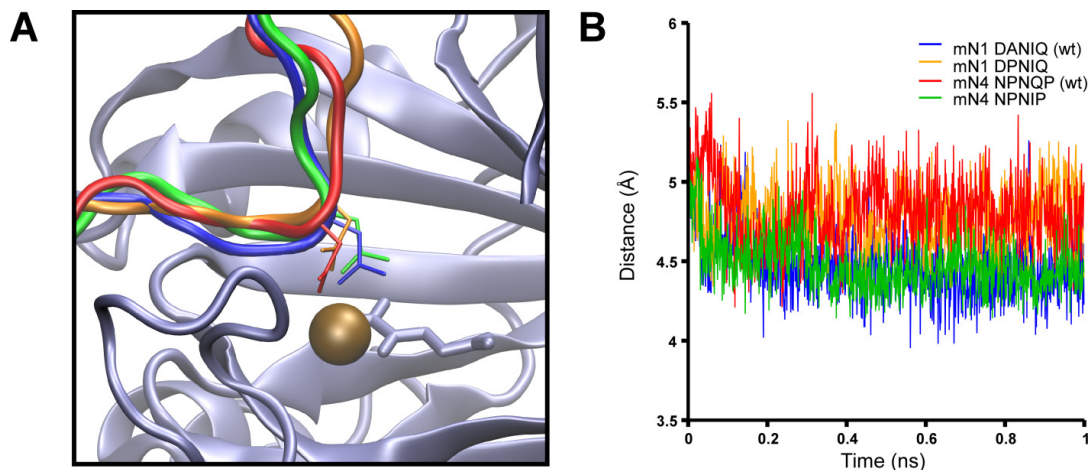 A
B
mN1 DANIQ (wt)
mN1 DPNIQ
mN4 NPNQP (wt)
mN4 NPNIP
Distance (Å)
6
5.5
5
4.5
4
3.5
0 0.2 0.4 0.6 0.8 1
Time (ns)